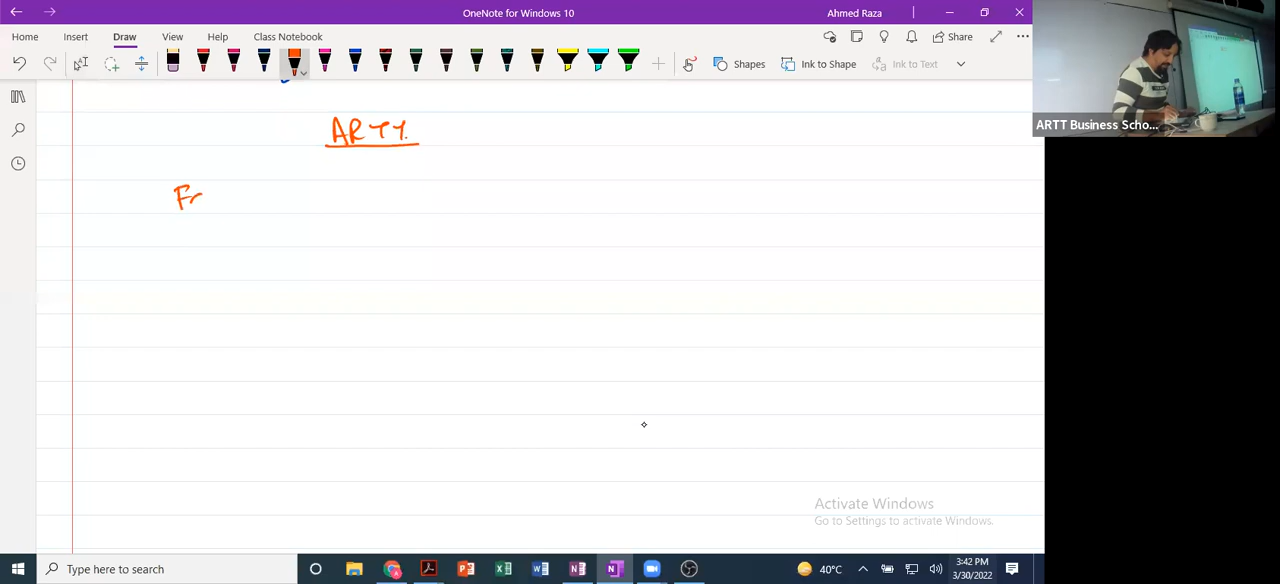 OneNote for Windows 10
Ahmed Raza
Home Insert Draw View Help Class Notebook
Share
Shapes Ink to Shape Ink to Text
ARTT Business Scho...
ARTY.
Fr
Activate Windows
Go to Settings to activate Windows.
Type here to search
40°C
3:42 PM
3/30/2022